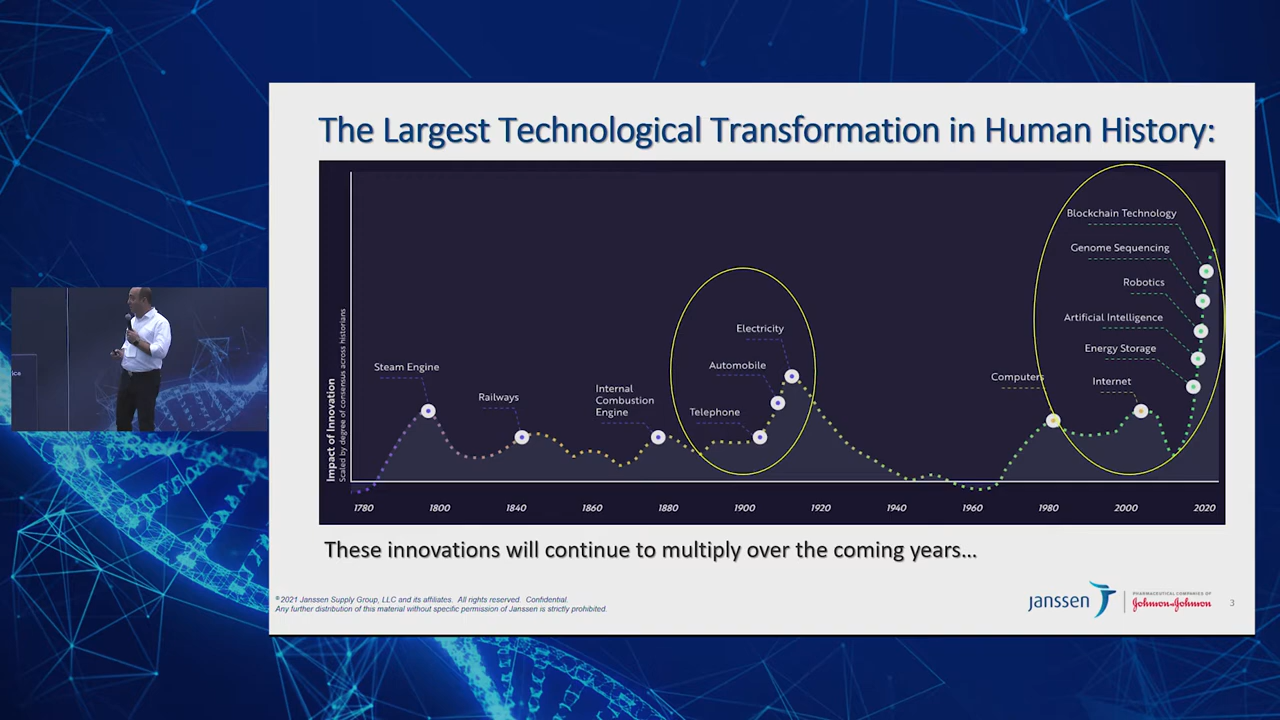 The Largest Technological Transformation in Human History:
Impact of Innovation
Scaled by degree of consensus across historians
Steam Engine
Railways
Internal
Combustion
Engine
Telephone
Automobile
Electricity
Computers
Internet
Energy Storage
Artificial Intelligence
Robotics
Genome Sequencing
Blockchain Technology
1780 1800 1840 1860 1880 1900 1920 1940 1960 1980 2000 2020
These innovations will continue to multiply over the coming years...
©2021 Janssen Supply Group, LLC and its affiliates. All rights reserved. Confidential.
Any further distribution of this material without specific permission of Janssen is strictly prohibited.
janssen
PHARMACEUTICAL COMPANIES OF
Johnson & Johnson
3
ice